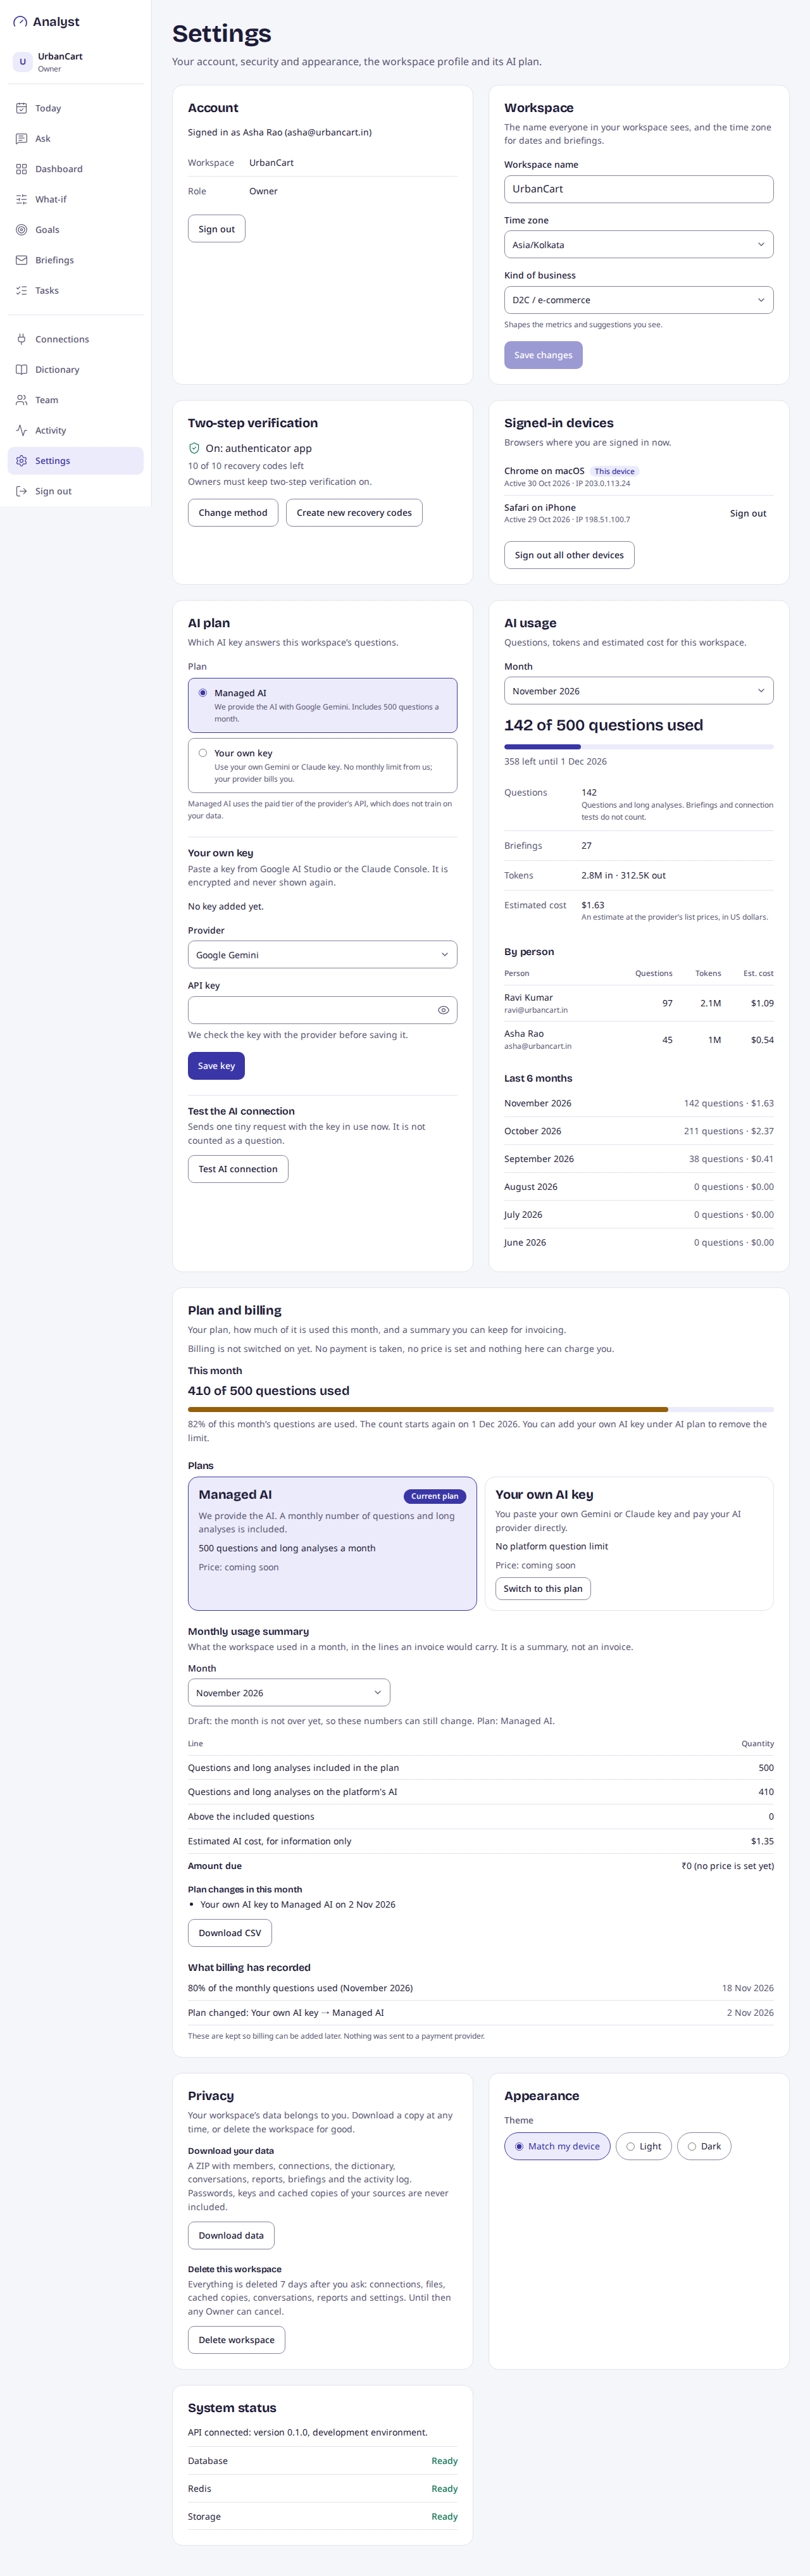 Analyst
U
UrbanCart
Owner
Today
Ask
Dashboard
What-if
Goals
Briefings
Tasks
Connections
Dictionary
Team
Activity
Settings
Sign out
Settings
Your account, security and appearance, the workspace profile and its AI plan.
Account
Signed in as Asha Rao (asha@urbancart.in)
Workspace UrbanCart
Role Owner
Sign out
Workspace
The name everyone in your workspace sees, and the time zone
for dates and briefings.
Workspace name
UrbanCart
Time zone
Asia/Kolkata
Kind of business
D2C / e-commerce
Shapes the metrics and suggestions you see.
Save changes
Two-step verification
On: authenticator app
10 of 10 recovery codes left
Owners must keep two-step verification on.
Change method Create new recovery codes
Signed-in devices
Browsers where you are signed in now.
Chrome on macOS This device
Active 30 Oct 2026 · IP 203.0.113.24
Safari on iPhone
Active 29 Oct 2026 · IP 198.51.100.7
Sign out
Sign out all other devices
AI plan
Which AI key answers this workspace's questions.
Plan
Managed AI
We provide the AI with Google Gemini. Includes 500 questions a
month.
Your own key
Use your own Gemini or Claude key. No monthly limit from us;
your provider bills you.
Managed AI uses the paid tier of the provider's API, which does not train on
your data.
Your own key
Paste a key from Google AI Studio or the Claude Console. It is
encrypted and never shown again.
No key added yet.
Provider
Google Gemini
API key
We check the key with the provider before saving it.
Save key
Test the AI connection
Sends one tiny request with the key in use now. It is not
counted as a question.
Test AI connection
AI usage
Questions, tokens and estimated cost for this workspace.
Month
November 2026
142 of 500 questions used
358 left until 1 Dec 2026
Questions 142
Questions and long analyses. Briefings and connection
tests do not count.
Briefings 27
Tokens 2.8M in · 312.5K out
Estimated cost $1.63
An estimate at the provider's list prices, in US dollars.
By person
Person Questions Tokens Est. cost
Ravi Kumar
ravi@urbancart.in
97 2.1M $1.09
Asha Rao
asha@urbancart.in
45 1M $0.54
Last 6 months
November 2026 142 questions · $1.63
October 2026 211 questions · $2.37
September 2026 38 questions · $0.41
August 2026 0 questions · $0.00
July 2026 0 questions · $0.00
June 2026 0 questions · $0.00
Plan and billing
Your plan, how much of it is used this month, and a summary you can keep for invoicing.
Billing is not switched on yet. No payment is taken, no price is set and nothing here can charge you.
This month
410 of 500 questions used
82% of this month's questions are used. The count starts again on 1 Dec 2026. You can add your own AI key under AI plan to remove the
limit.
Plans
Managed AI Current plan
We provide the AI. A monthly number of questions and long
analyses is included.
500 questions and long analyses a month
Price: coming soon
Your own AI key
You paste your own Gemini or Claude key and pay your AI
provider directly.
No platform question limit
Price: coming soon
Switch to this plan
Monthly usage summary
What the workspace used in a month, in the lines an invoice would carry. It is a summary, not an invoice.
Month
November 2026
Draft: the month is not over yet, so these numbers can still change. Plan: Managed AI.
Line Quantity
Questions and long analyses included in the plan 500
Questions and long analyses on the platform's AI 410
Above the included questions 0
Estimated AI cost, for information only $1.35
Amount due ₹0 (no price is set yet)
Plan changes in this month
• Your own AI key to Managed AI on 2 Nov 2026
Download CSV
What billing has recorded
80% of the monthly questions used (November 2026) 18 Nov 2026
Plan changed: Your own AI key → Managed AI 2 Nov 2026
These are kept so billing can be added later. Nothing was sent to a payment provider.
Privacy
Your workspace's data belongs to you. Download a copy at any
time, or delete the workspace for good.
Download your data
A ZIP with members, connections, the dictionary,
conversations, reports, briefings and the activity log.
Passwords, keys and cached copies of your sources are never
included.
Download data
Delete this workspace
Everything is deleted 7 days after you ask: connections, files,
cached copies, conversations, reports and settings. Until then
any Owner can cancel.
Delete workspace
Appearance
Theme
Match my device Light Dark
System status
API connected: version 0.1.0, development environment.
Database Ready
Redis Ready
Storage Ready